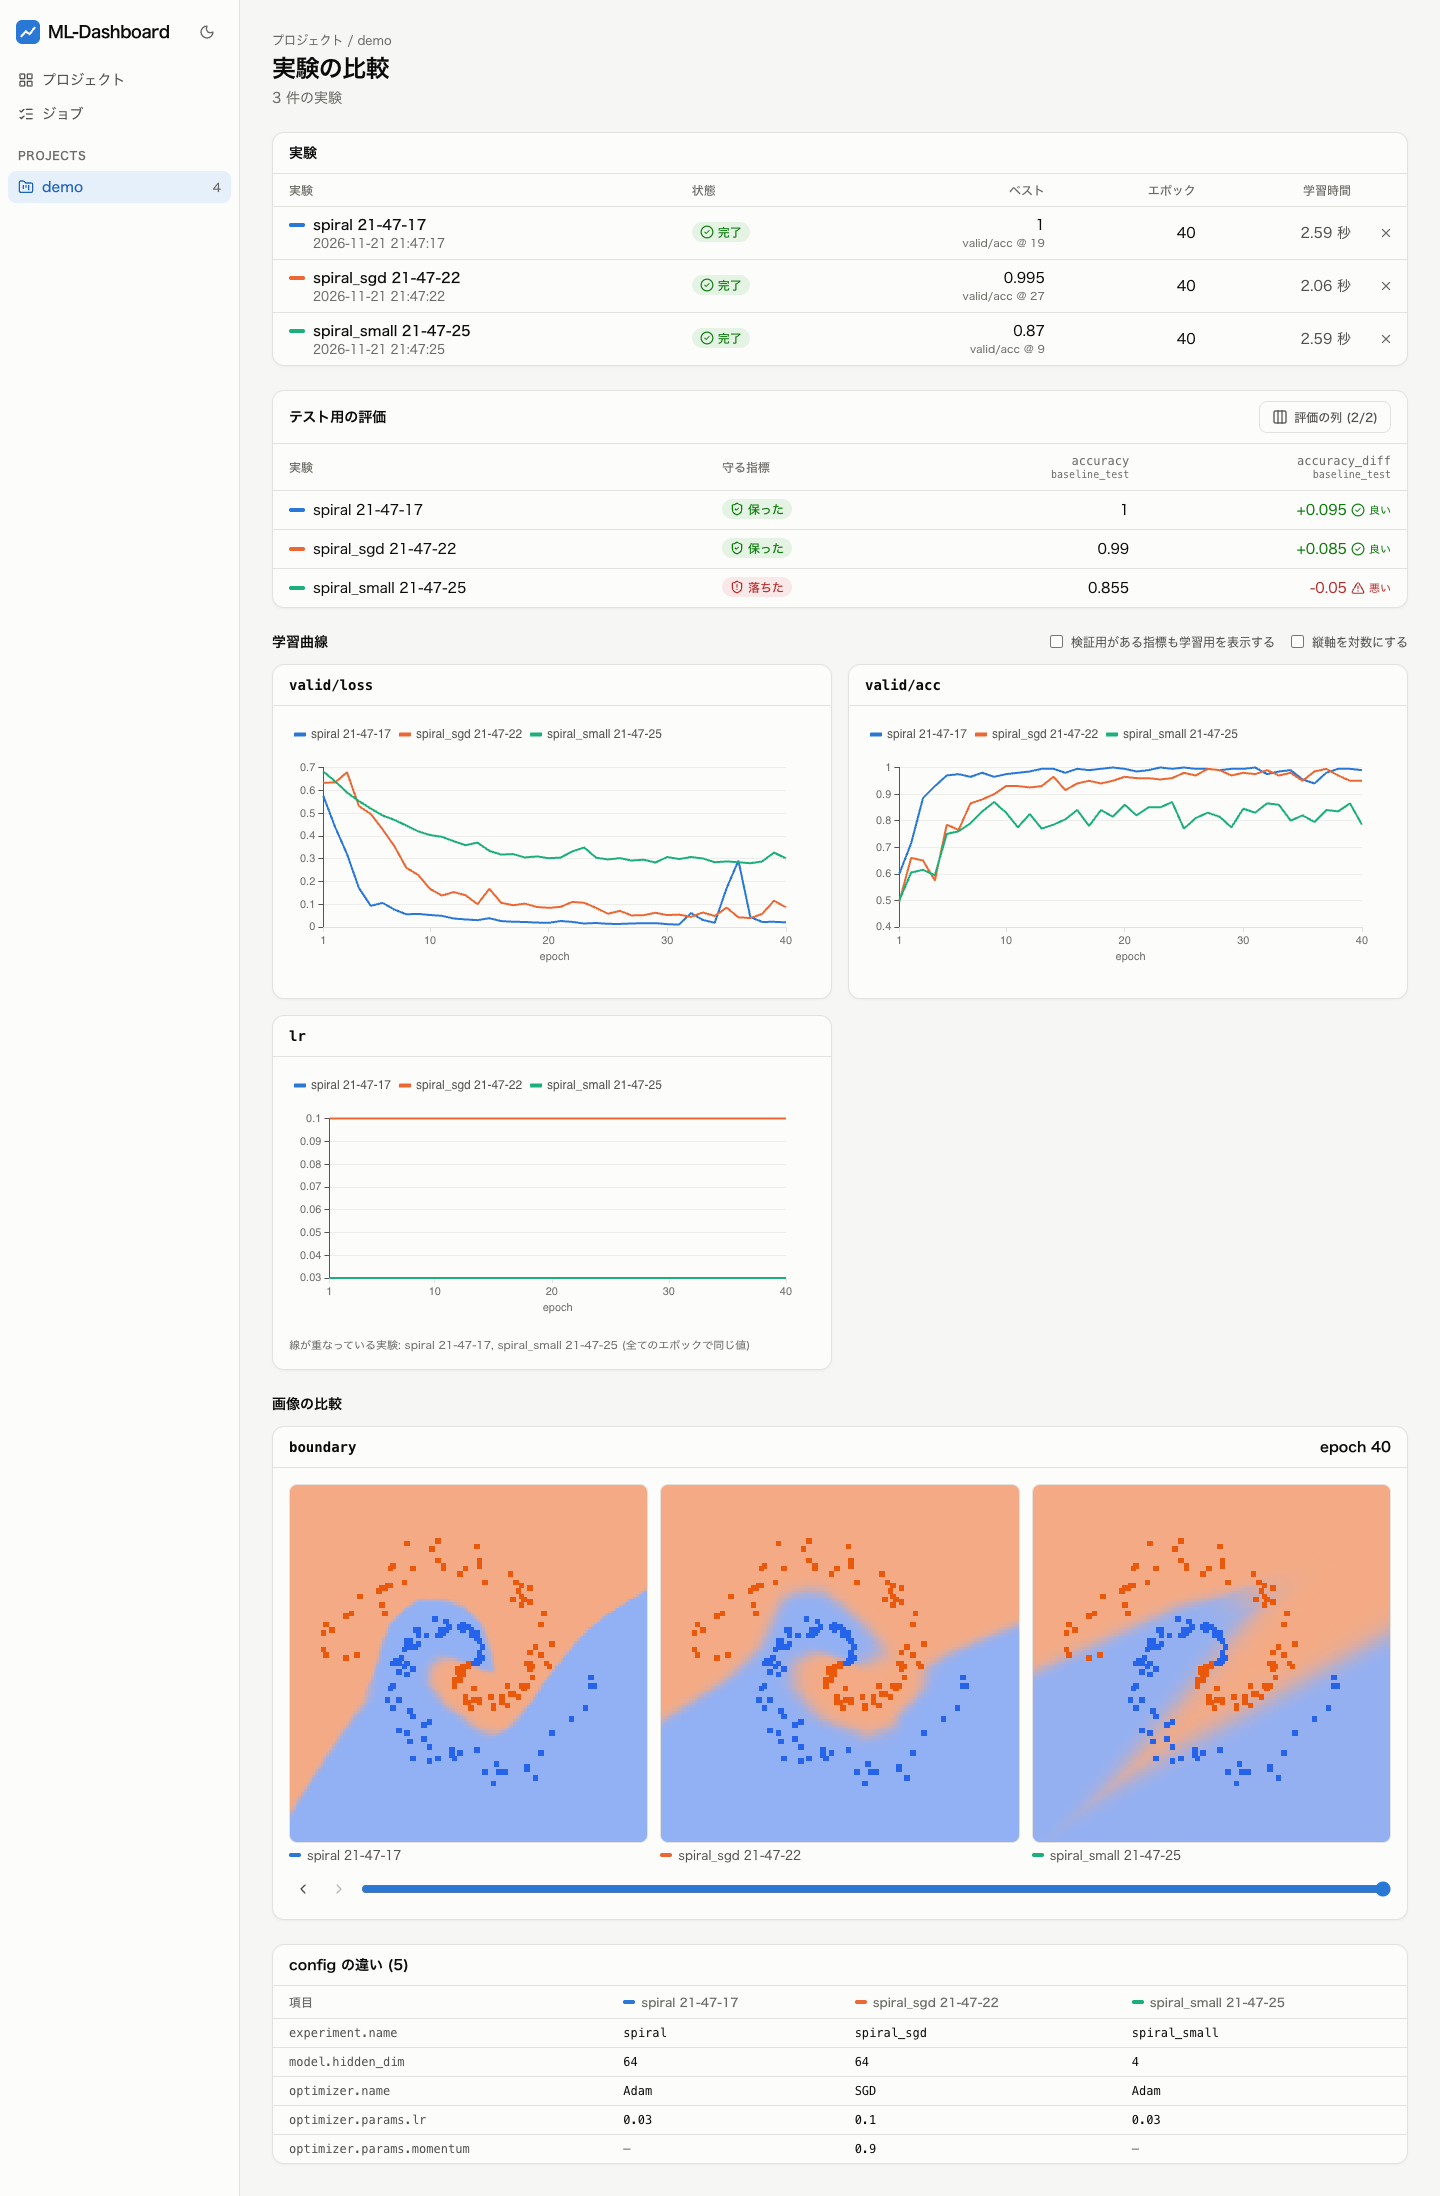 ML-Dashboard
プロジェクト
ジョブ
PROJECTS
demo 4
プロジェクト / demo
実験の比較
3 件の実験
実験
実験 状態 ベスト エポック 学習時間
spiral 21-47-17 完了 1 40 2.59 秒
2026-11-21 21:47:17 valid/acc @ 19
spiral_sgd 21-47-22 完了 0.995 40 2.06 秒
2026-11-21 21:47:22 valid/acc @ 27
spiral_small 21-47-25 完了 0.87 40 2.59 秒
2026-11-21 21:47:25 valid/acc @ 9
テスト用の評価 評価の列 (2/2)
実験 守る指標 accuracy accuracy_diff
baseline_test baseline_test
spiral 21-47-17 保った 1 +0.095 良い
spiral_sgd 21-47-22 保った 0.99 +0.085 良い
spiral_small 21-47-25 落ちた 0.855 -0.05 悪い
学習曲線 検証用がある指標も学習用を表示する 縦軸を対数にする
valid/loss
spiral 21-47-17 spiral_sgd 21-47-22 spiral_small 21-47-25
0.7
0.6
0.5
0.4
0.3
0.2
0.1
0
1 10 20 30 40
epoch
valid/acc
spiral 21-47-17 spiral_sgd 21-47-22 spiral_small 21-47-25
1
0.9
0.8
0.7
0.6
0.5
0.4
1 10 20 30 40
epoch
lr
spiral 21-47-17 spiral_sgd 21-47-22 spiral_small 21-47-25
0.1
0.09
0.08
0.07
0.06
0.05
0.04
0.03
1 10 20 30 40
epoch
線が重なっている実験: spiral 21-47-17, spiral_small 21-47-25 (全てのエポックで同じ値)
画像の比較
boundary epoch 40
spiral 21-47-17 spiral_sgd 21-47-22 spiral_small 21-47-25
config の違い (5)
項目 spiral 21-47-17 spiral_sgd 21-47-22 spiral_small 21-47-25
experiment.name spiral spiral_sgd spiral_small
model.hidden_dim 64 64 4
optimizer.name Adam SGD Adam
optimizer.params.lr 0.03 0.1 0.03
optimizer.params.momentum — 0.9 —